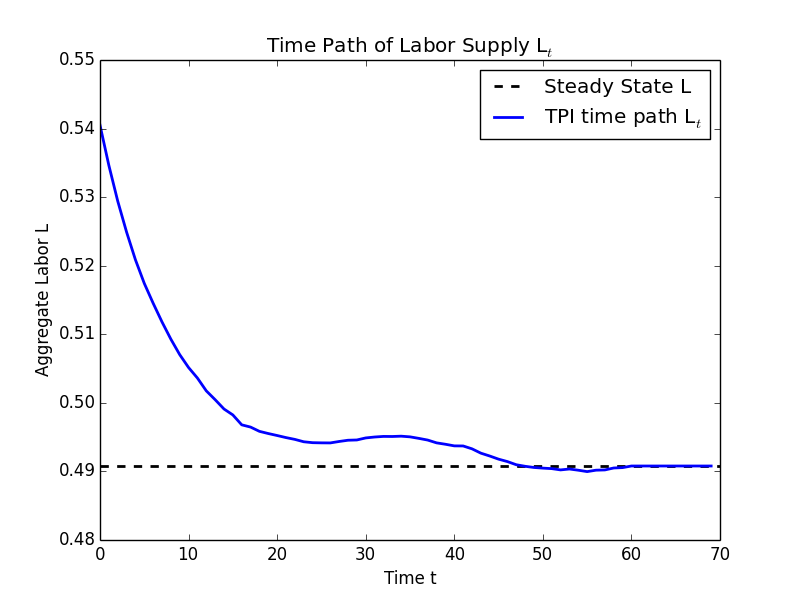 Time Path of Labor Supply L_t
Steady State L
TPI time path L_t
Aggregate Labor L
0.55
0.54
0.53
0.52
0.51
0.50
0.49
0.48
0 10 20 30 40 50 60 70
Time t